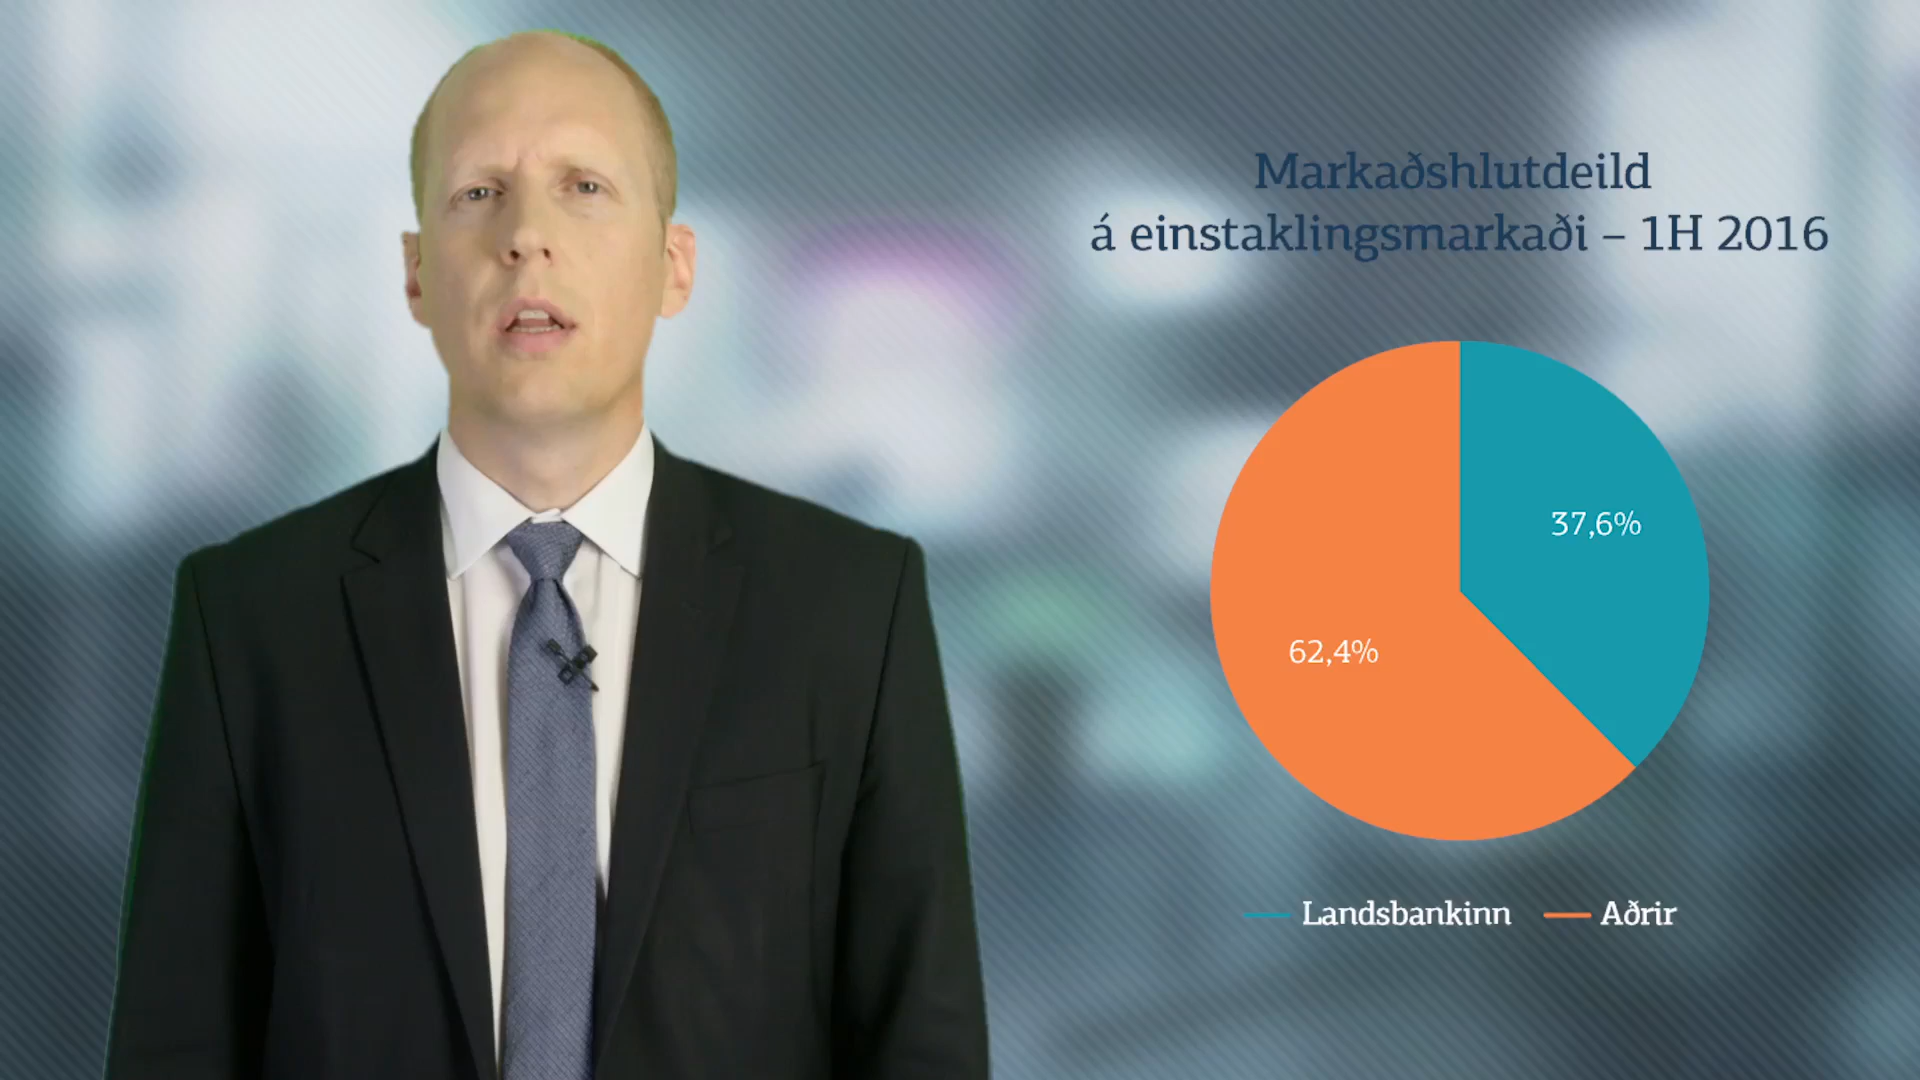 Markaðshlutdeild
á einstaklingsmarkaði – 1H 2016
37,6%
62,4%
Landsbankinn
Aðrir